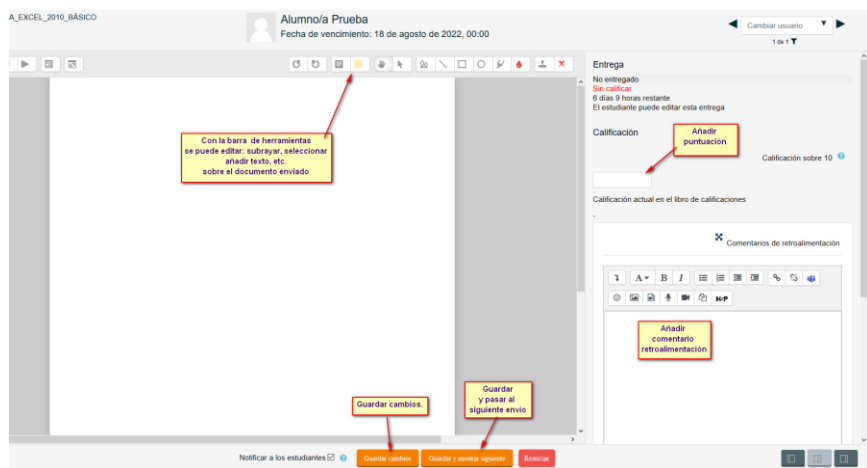 A_EXCEL_2010_BÁSICO
Alumno/a Prueba
Fecha de vencimiento: 18 de agosto de 2022, 00:00
Cambiar usuario
1 de 1
Entrega
No entregado
Sin calificar
6 días 9 horas restante
El estudiante puede editar esta entrega
Con la barra de herramientas
se puede editar: subrayar, seleccionar
añadir texto, etc.
sobre el documento enviado
Calificación
Añadir
puntuación
Calificación sobre 10
Calificación actual en el libro de calificaciones
-
Comentarios de retroalimentación
A B I
H-P
Añadir
comentario
retroalimentación
Guardar cambios.
Guardar
y pasar al
siguiente envío
Notificar a los estudiantes
Guardar cambios
Guardar y mostrar siguiente
Reiniciar